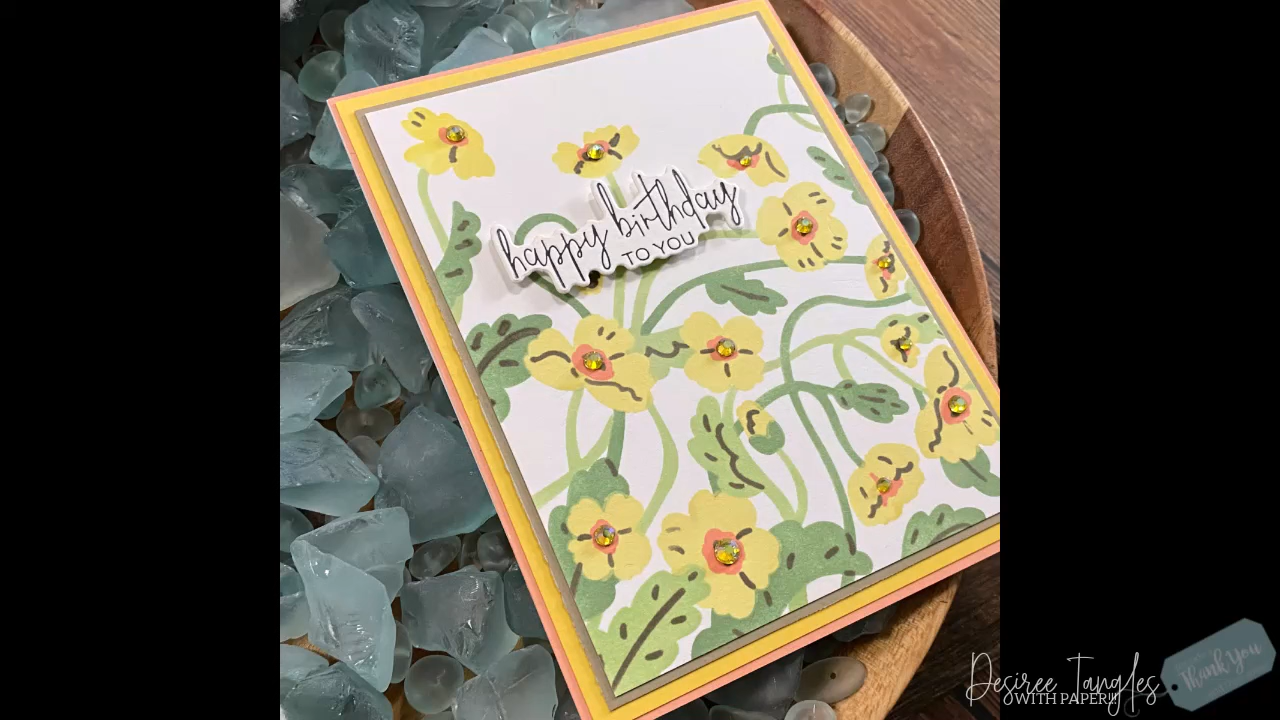 happy birthday
TO YOU
Desiree Tangles
WITH PAPER!!!
Thank You